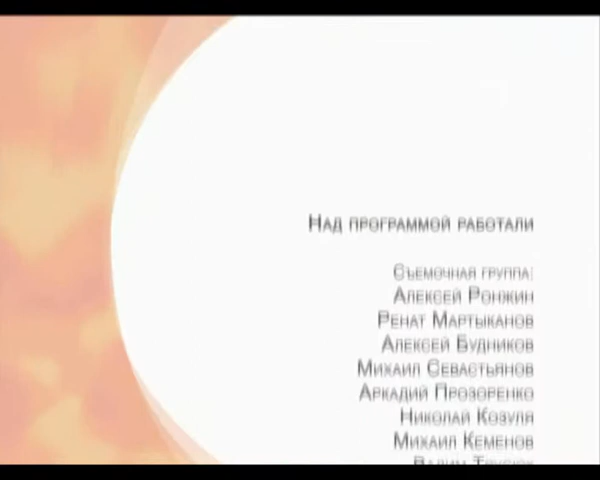 Над программой работали
Съемочная группа:
Алексей Ронжин
Ренат Мартыканов
Алексей Будников
Михаил Севастьянов
Аркадий Прозоренко
Николай Козуля
Михаил Кеменов
Вадим